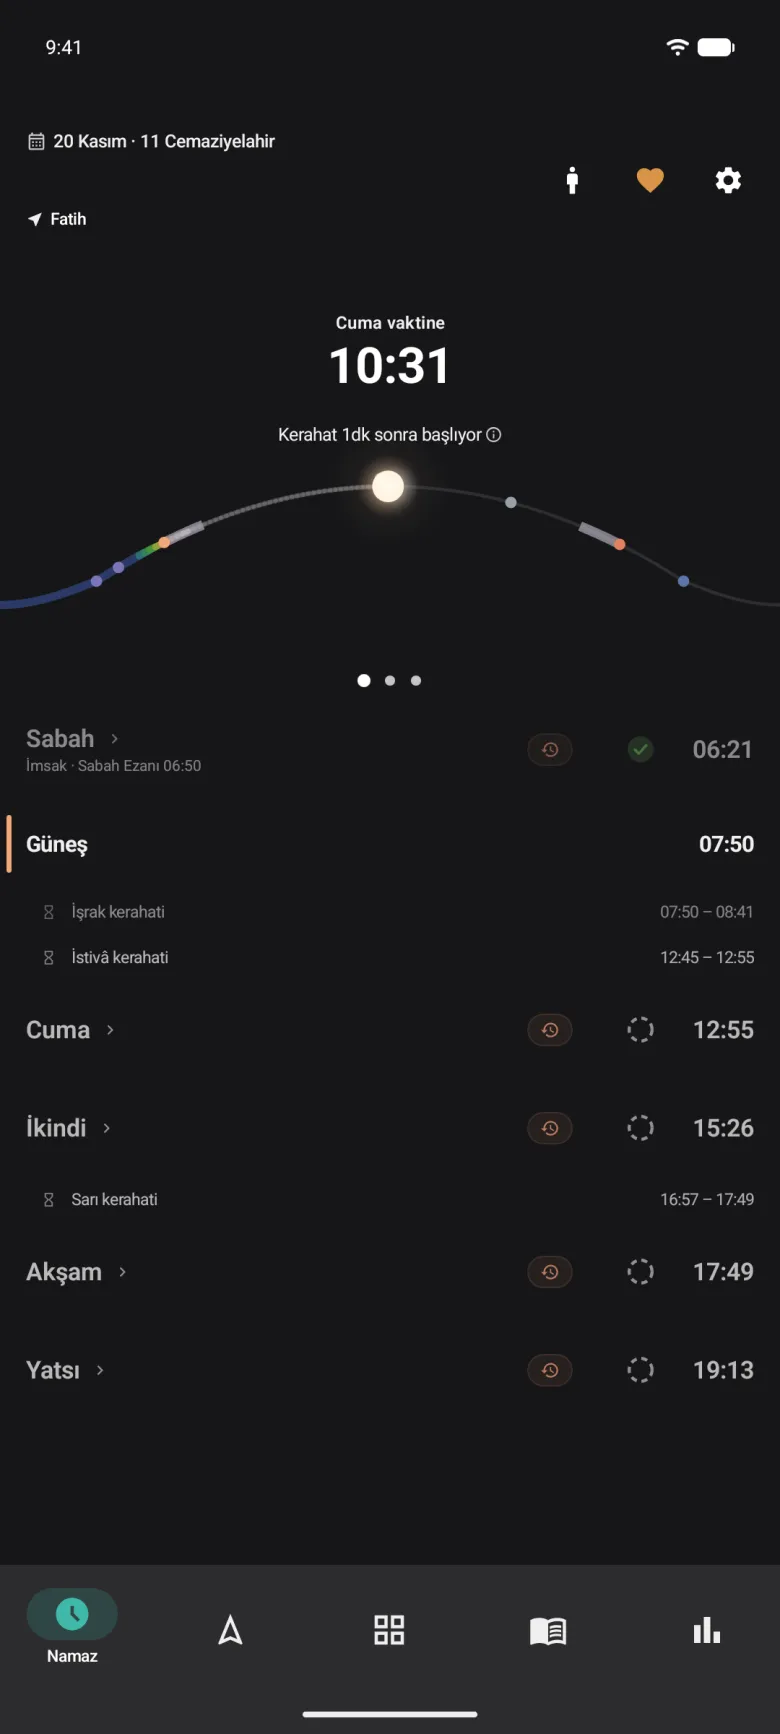 9:41
20 Kasım · 11 Cemaziyelahir
Fatih
Cuma vaktine
10:31
Kerahat 1dk sonra başlıyor
Sabah
İmsak · Sabah Ezanı 06:50
06:21
Güneş
07:50
İşrak kerahati
07:50 – 08:41
İstivâ kerahati
12:45 – 12:55
Cuma
12:55
İkindi
15:26
Sarı kerahati
16:57 – 17:49
Akşam
17:49
Yatsı
19:13
Namaz